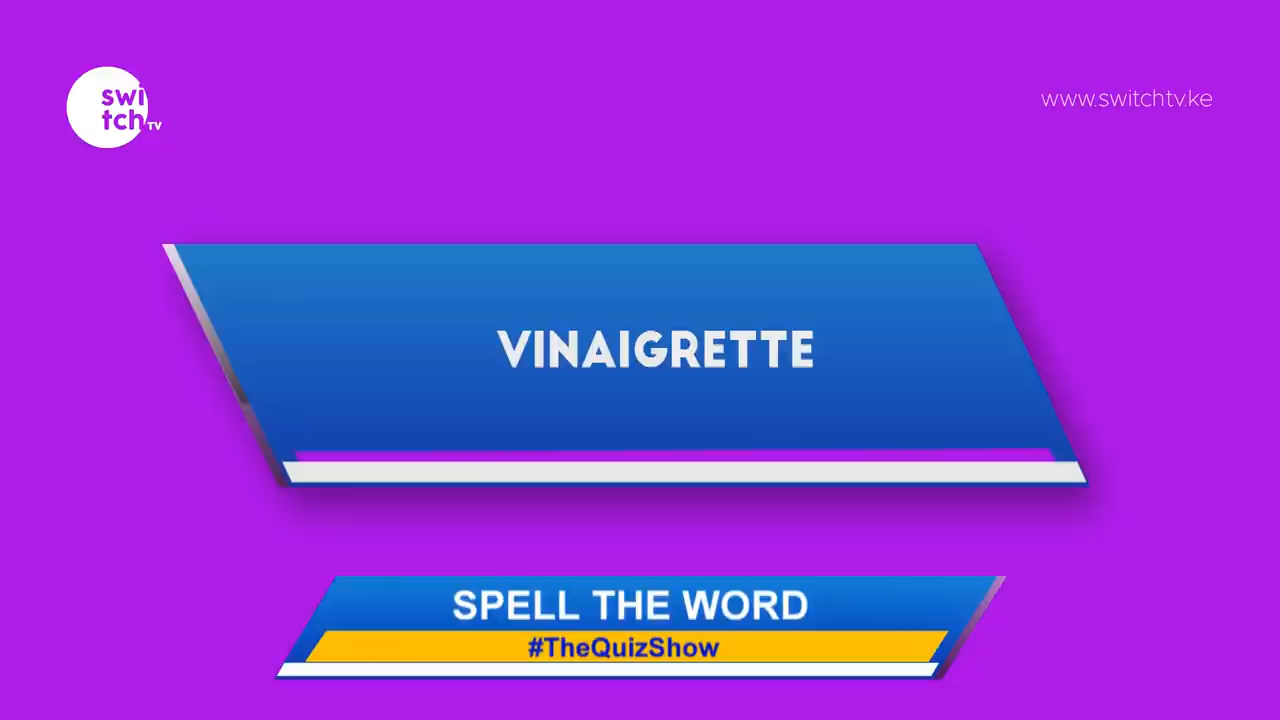 swi
tch TV
www.switchtv.ke
VINAIGRETTE
SPELL THE WORD
#TheQuizShow